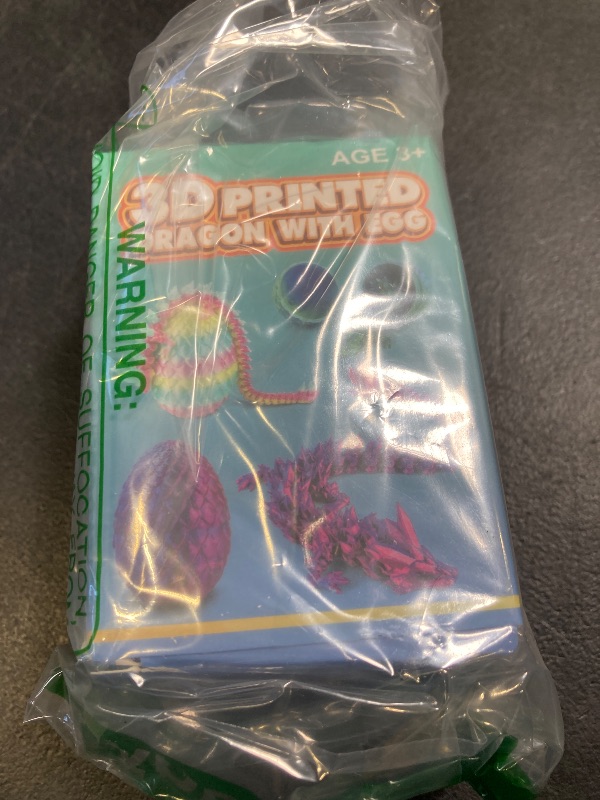 AGE 3+
3D PRINTED
DRAGON WITH EGG
WARNING:
DANGER OF SUFFOCATION,